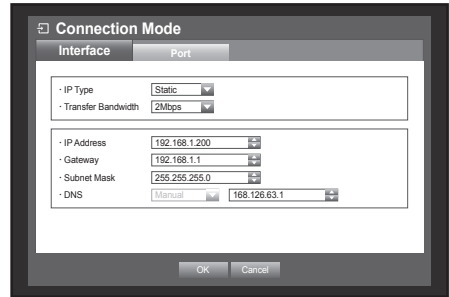 Connection Mode
Interface Port
· IP Type Static
· Transfer Bandwidth 2Mbps
· IP Address 192.168.1.200
· Gateway 192.168.1.1
· Subnet Mask 255.255.255.0
· DNS Manual 168.126.63.1
OK Cancel